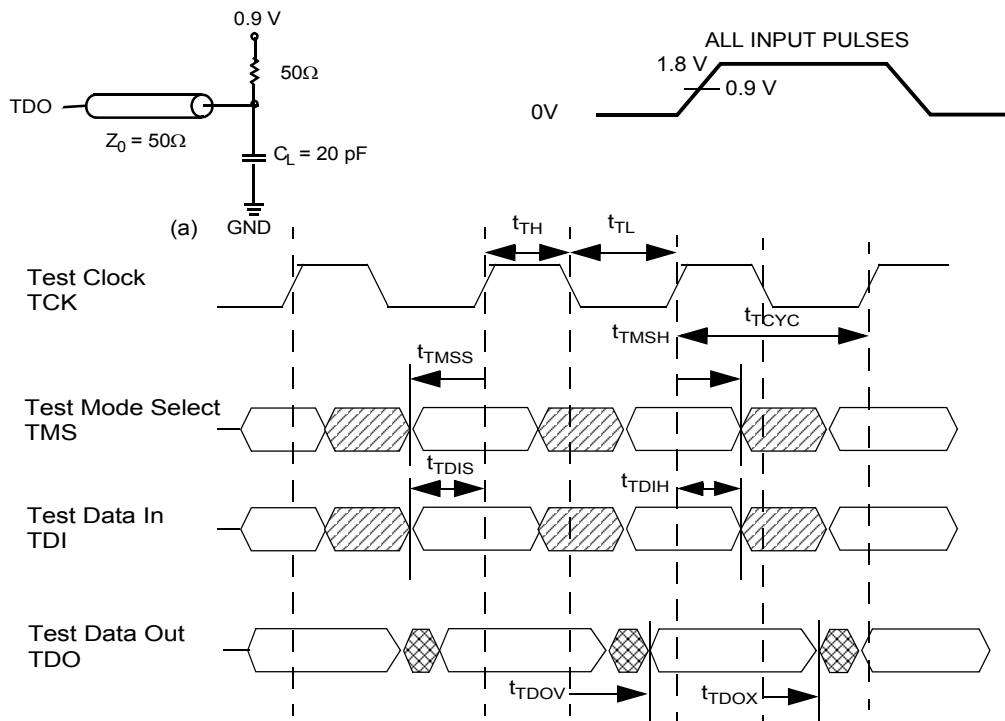 0.9 V
50Ω
TDO
Z0 = 50Ω
CL = 20 pF
(a)
GND
ALL INPUT PULSES
1.8 V
0.9 V
0V
tTH
tTL
Test Clock
TCK
tTMSH
tTCYC
tTMSS
Test Mode Select
TMS
tTDIS
tTDIH
Test Data In
TDI
Test Data Out
TDO
tTDOV
tTDOX